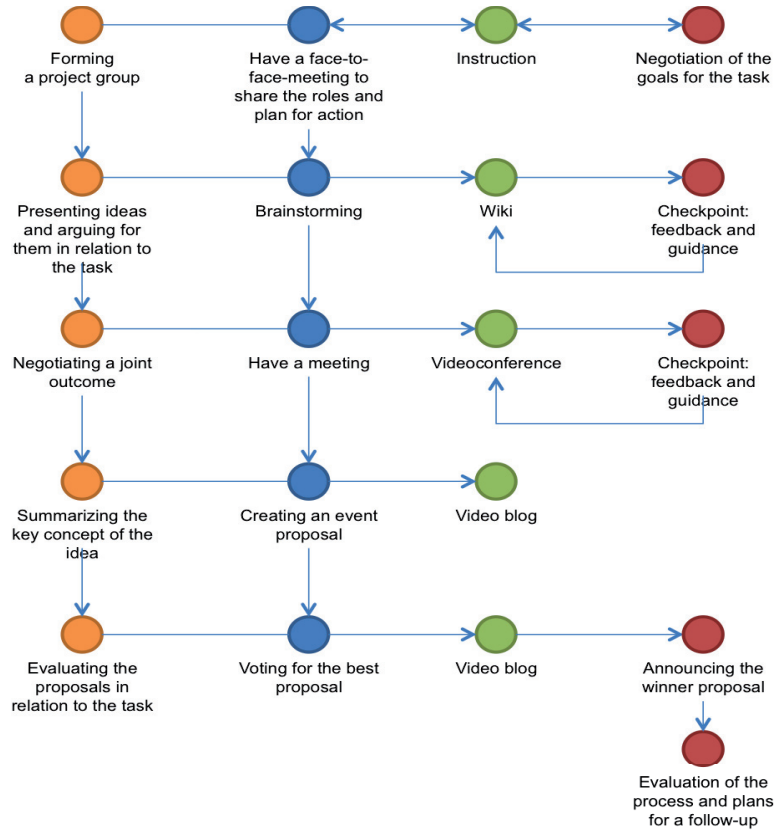 Forming
a project group
Have a face-to-
face-meeting to
share the roles and
plan for action
Instruction
Negotiation of the
goals for the task
Presenting ideas
and arguing for
them in relation to
the task
Brainstorming
Wiki
Checkpoint:
feedback and
guidance
Negotiating a joint
outcome
Have a meeting
Videoconference
Checkpoint:
feedback and
guidance
Summarizing the
key concept of the
idea
Creating an event
proposal
Video blog
Evaluating the
proposals in
relation to the task
Voting for the best
proposal
Video blog
Announcing the
winner proposal
Evaluation of the
process and plans
for a follow-up